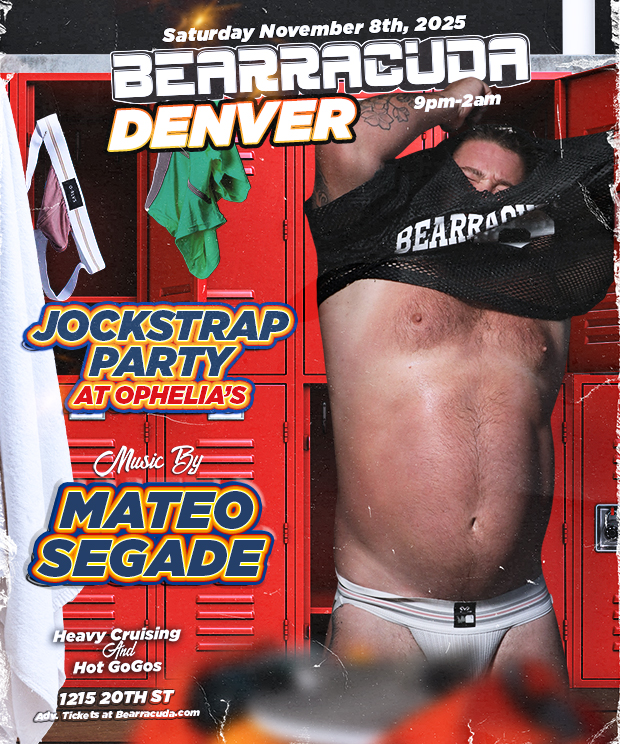 Saturday November 8th, 2025
BEARRACUDA
DENVER
9pm-2am
BEARRACU
JOCKSTRAP
PARTY
AT OPHELIA'S
Music By
MATEO
SEGADE
Heavy Cruising
And
Hot GoGos
1215 20TH ST
Adv. Tickets at Bearracuda.com